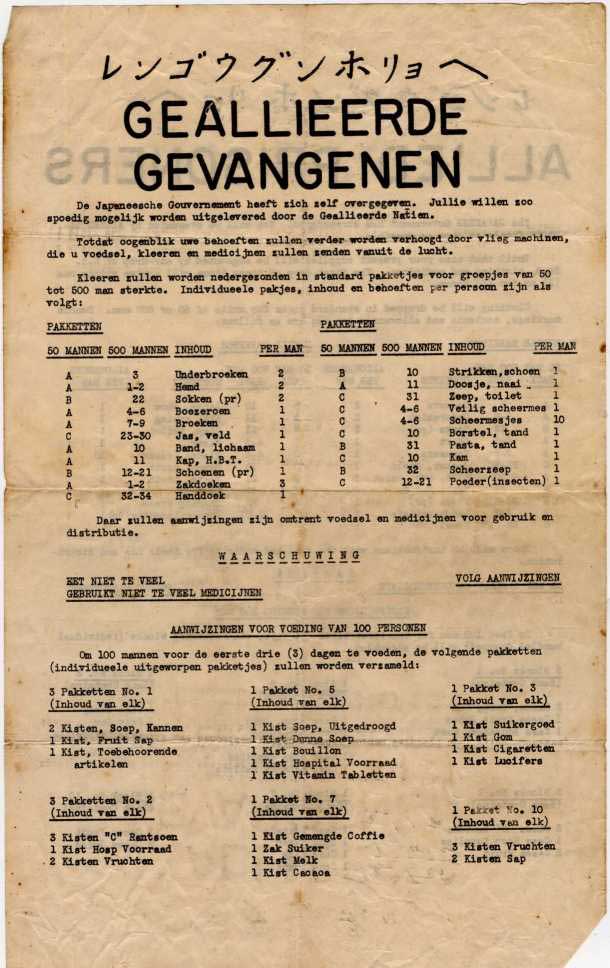 レンゴウグンホリョヘ
GEALLIEERDE
GEVANGENEN
De Japaneesche Gouvernement heeft zich zelf overgegeven. Jullie willen zoo
spoedig mogelijk worden uitgelevered door de Geallieerde Natien.
Totdat oogenblik uwe behoeften zullen verder worden verhoogd door vlieg machinen,
die u voedsel, kleeren en medicijnen zullen zenden vanuit de lucht.
Kleeren zullen worden nedergezonden in standard pakketjes voor groepjes van 50
tot 500 man sterkte. Individueele pakjes, inhoud en behoeften per persoon zijn als
volgt:
PAKKETTEN PAKKETTEN
50 MANNEN 500 MANNEN INHOUD PER MAN 50 MANNEN 500 MANNEN INHOUD PER MAN
A 3 Underbroeken 2 B 10 Strikken,schoen 1
A 1-2 Hemd 2 A 11 Doosje, naai 1
B 22 Sokken (pr) 2 C 31 Zeep, toilet 1
A 4-6 Boezeroen 1 C 4-6 Veilig scheermes 1
A 7-9 Broeken 1 C 4-6 Scheermesjes 10
C 23-30 Jas, veld 1 C 10 Borstel, tand 1
A 10 Band, lichaam 1 B 31 Pasta, tand 1
A 11 Kap, H.B.T. 1 C 10 Kam 1
B 12-21 Schoenen (pr) 1 B 32 Scheerzeep 1
A 1-2 Zakdoeken 3 C 12-21 Poeder(insecten) 1
C 32-34 Handdoek 1
Daar zullen aanwijzingen zijn omtrent voedsel en medicijnen voor gebruik en
distributie.
WAARSCHUWING
EET NIET TE VEEL VOLG AANWIJZINGEN
GEBRUIKT NIET TE VEEL MEDICIJNEN
AANWIJZINGEN VOOR VOEDING VAN 100 PERSONEN
Om 100 mannen voor de eerste drie (3) dagen te voeden, de volgende pakketten
(individueele uitgeworpen pakketjes) zullen worden verzameld:
3 Pakketten No. 1
(Inhoud van elk)
2 Kisten, Soep, Kannen
1 Kist, Fruit Sap
1 Kist, Toebehoorende
artikelen
1 Pakket No. 5
(Inhoud van elk)
1 Kist Soep, Uitgedroogd
1 Kist Dunne Soep
1 Kist Bouillon
1 Kist Hospital Voorraad
1 Kist Vitamin Tabletten
1 Pakket No. 3
(Inhoud van elk)
1 Kist Suikergoed
1 Kist Gom
1 Kist Cigaretten
1 Kist Lucifers
3 Pakketten No. 2
(Inhoud van elk)
3 Kisten "C" Rantsoen
1 Kist Hosp Voorraad
2 Kisten Vruchten
1 Pakket No. 7
(Inhoud van elk)
1 Kist Gemengde Coffie
1 Zak Suiker
1 Kist Melk
1 Kist Cacaoa
1 Pakket No. 10
(Inhoud van elk)
3 Kisten Vruchten
2 Kisten Sap